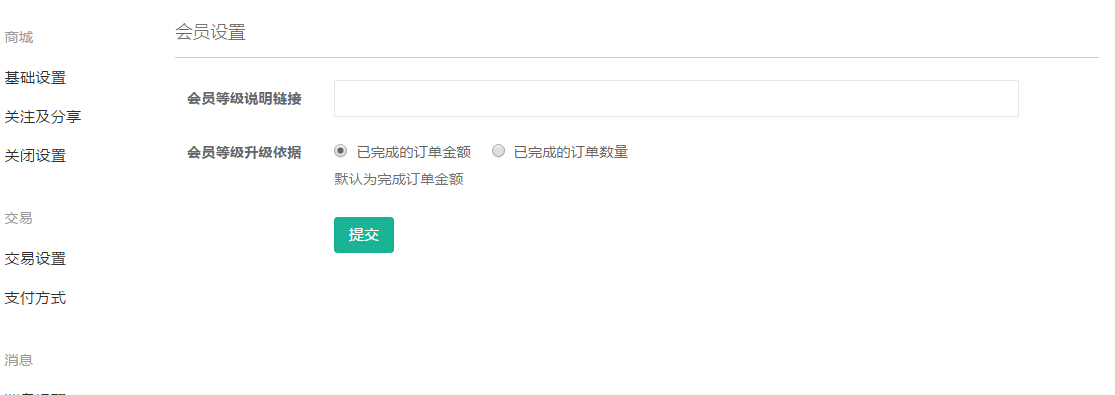 商城
基础设置
关注及分享
关闭设置
交易
交易设置
支付方式
消息
会员设置
会员等级说明链接
会员等级升级依据 已完成的订单金额 已完成的订单数量
默认为完成订单金额
提交